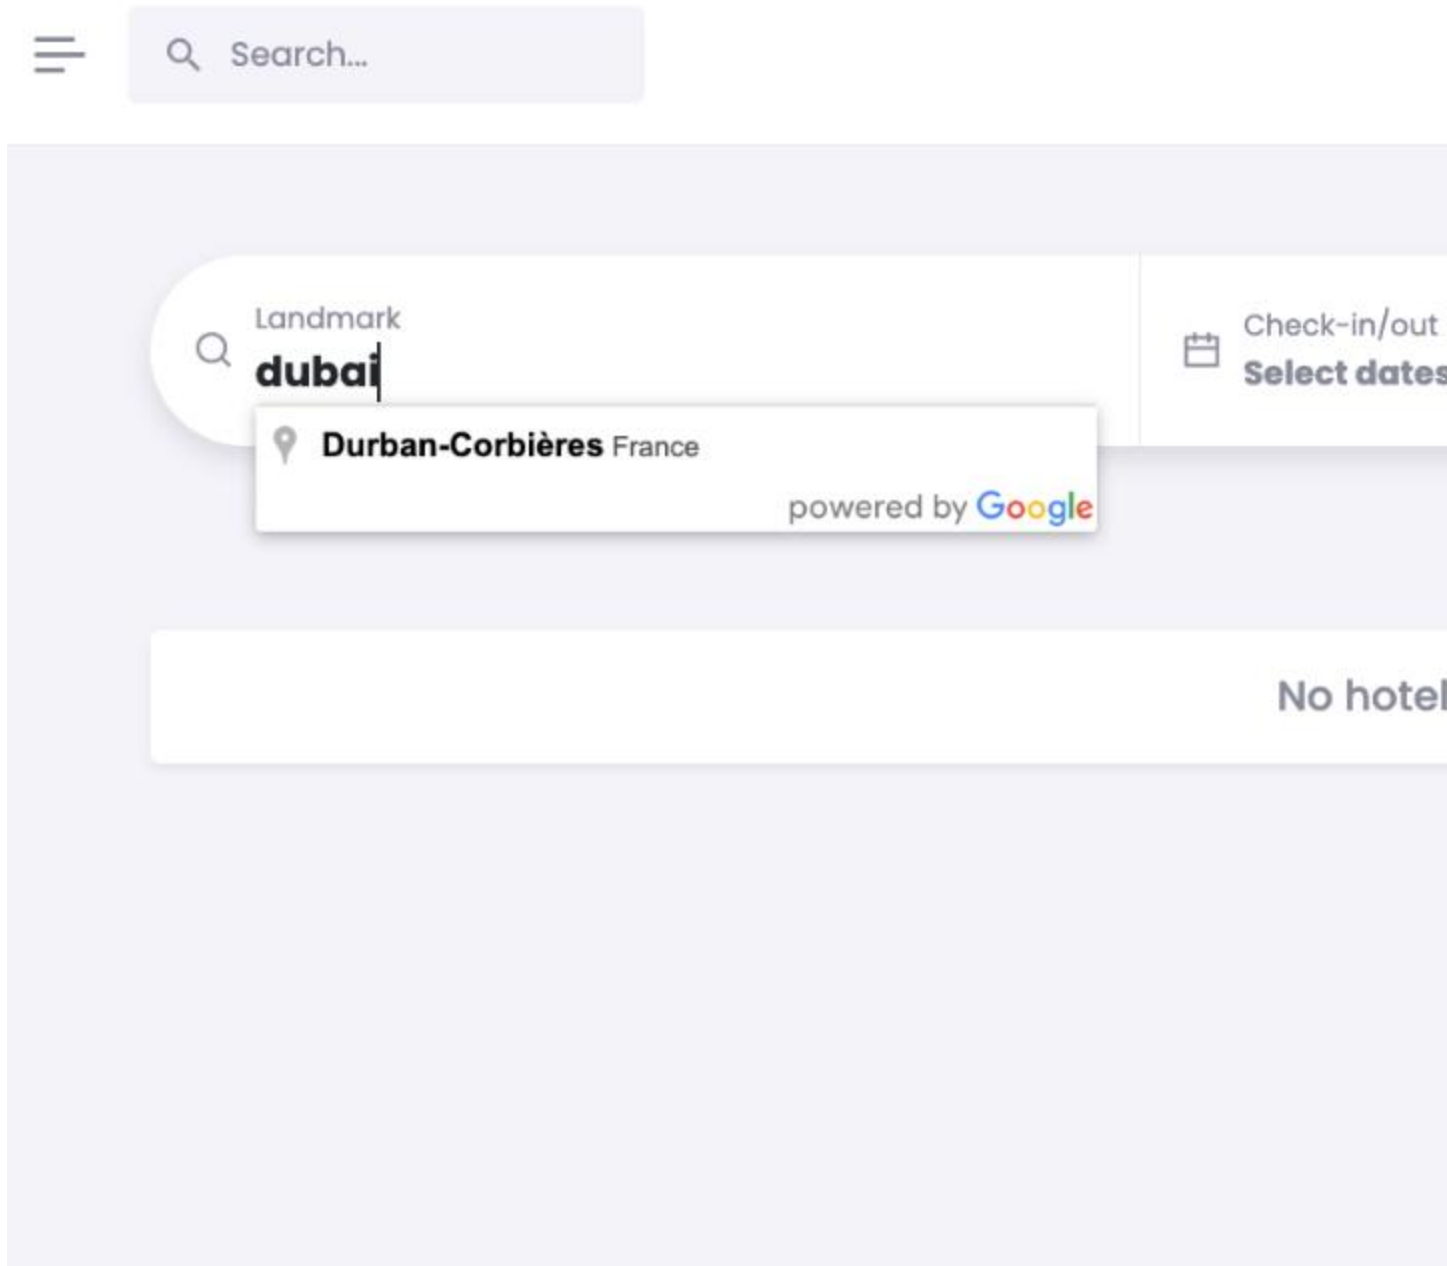 Search...
Landmark
dubai
Check-in/out
Select dates
Durban-Corbières France
powered by Google
No hotel